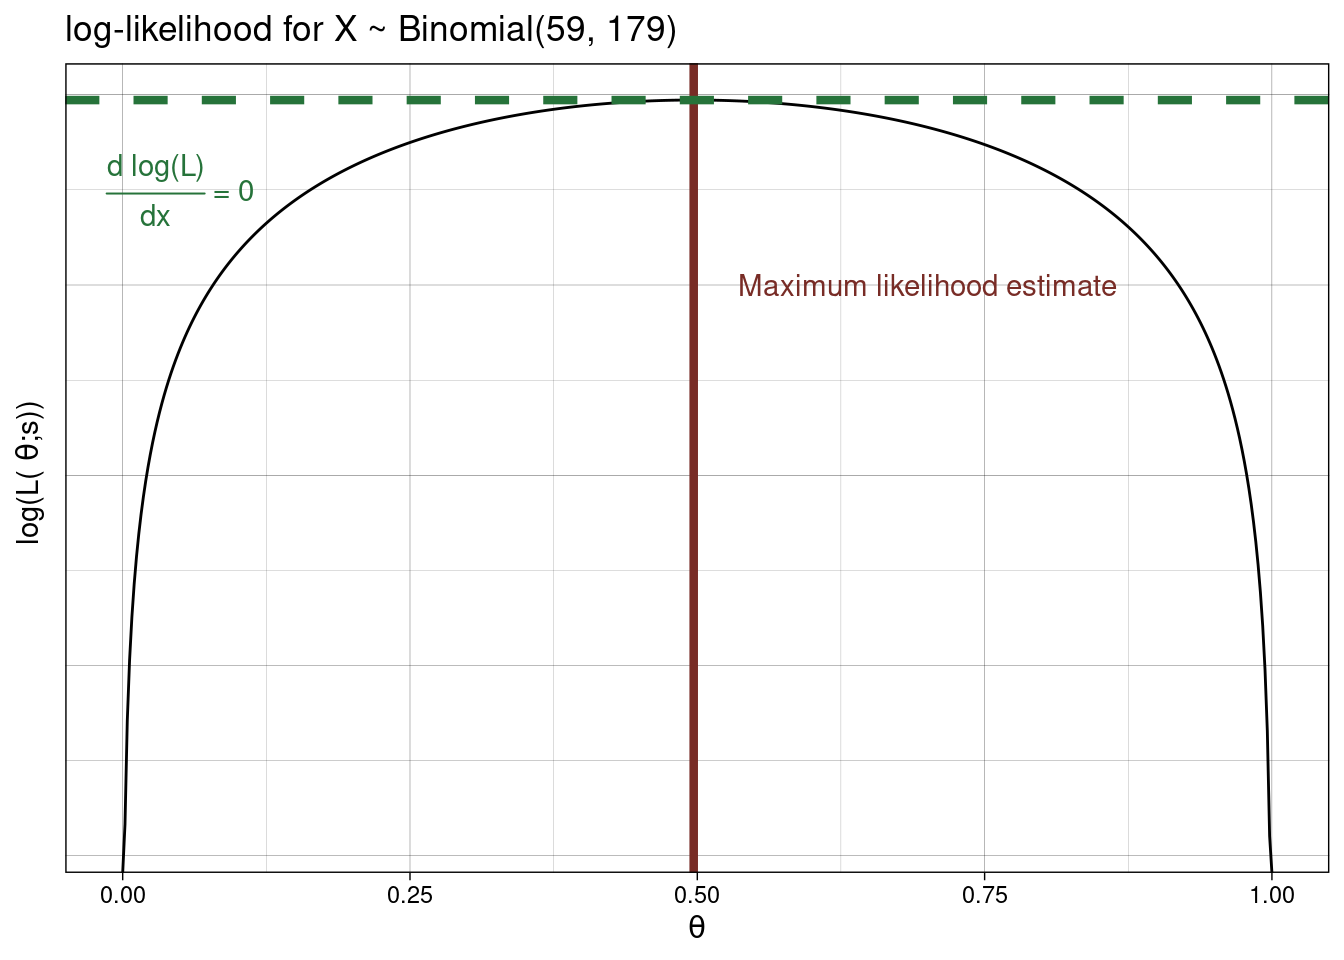 log-likelihood for X ~ Binomial(59, 179)
d log(L)
dx
= 0
Maximum likelihood estimate
log(L( θ;s))
0.00
0.25
0.50
0.75
1.00
θ